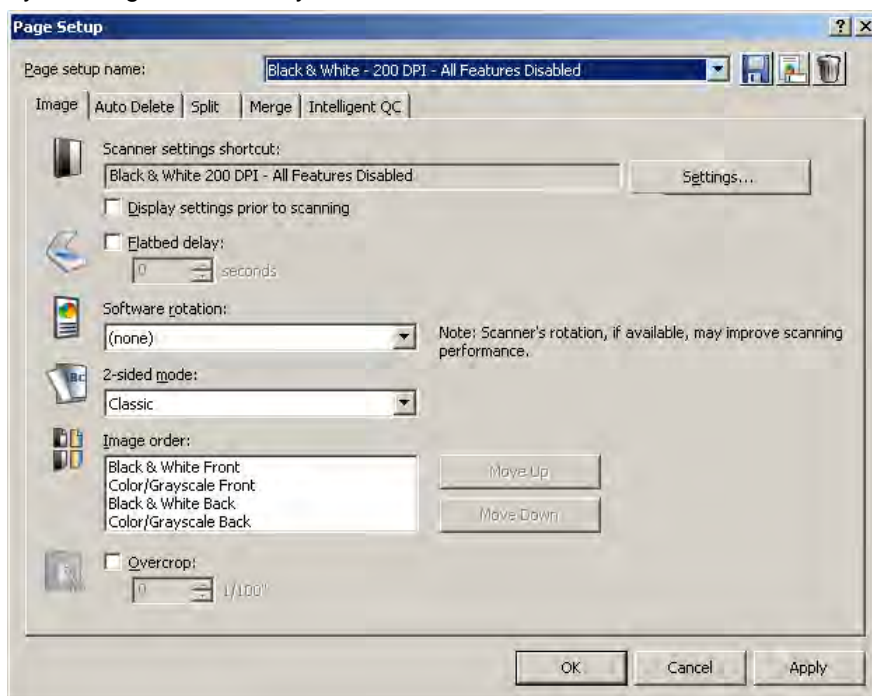 Page Setup
Page setup name:
Black & White - 200 DPI - All Features Disabled
Image
Auto Delete
Split
Merge
Intelligent QC
Scanner settings shortcut:
Black & White 200 DPI - All Features Disabled
Settings...
Display settings prior to scanning
Flatbed delay:
0
seconds
Software rotation:
(none)
Note: Scanner's rotation, if available, may improve scanning
performance.
2-sided mode:
Classic
Image order:
Black & White Front
Color/Grayscale Front
Black & White Back
Color/Grayscale Back
Move Up
Move Down
Overcrop:
0
1/100"
OK
Cancel
Apply